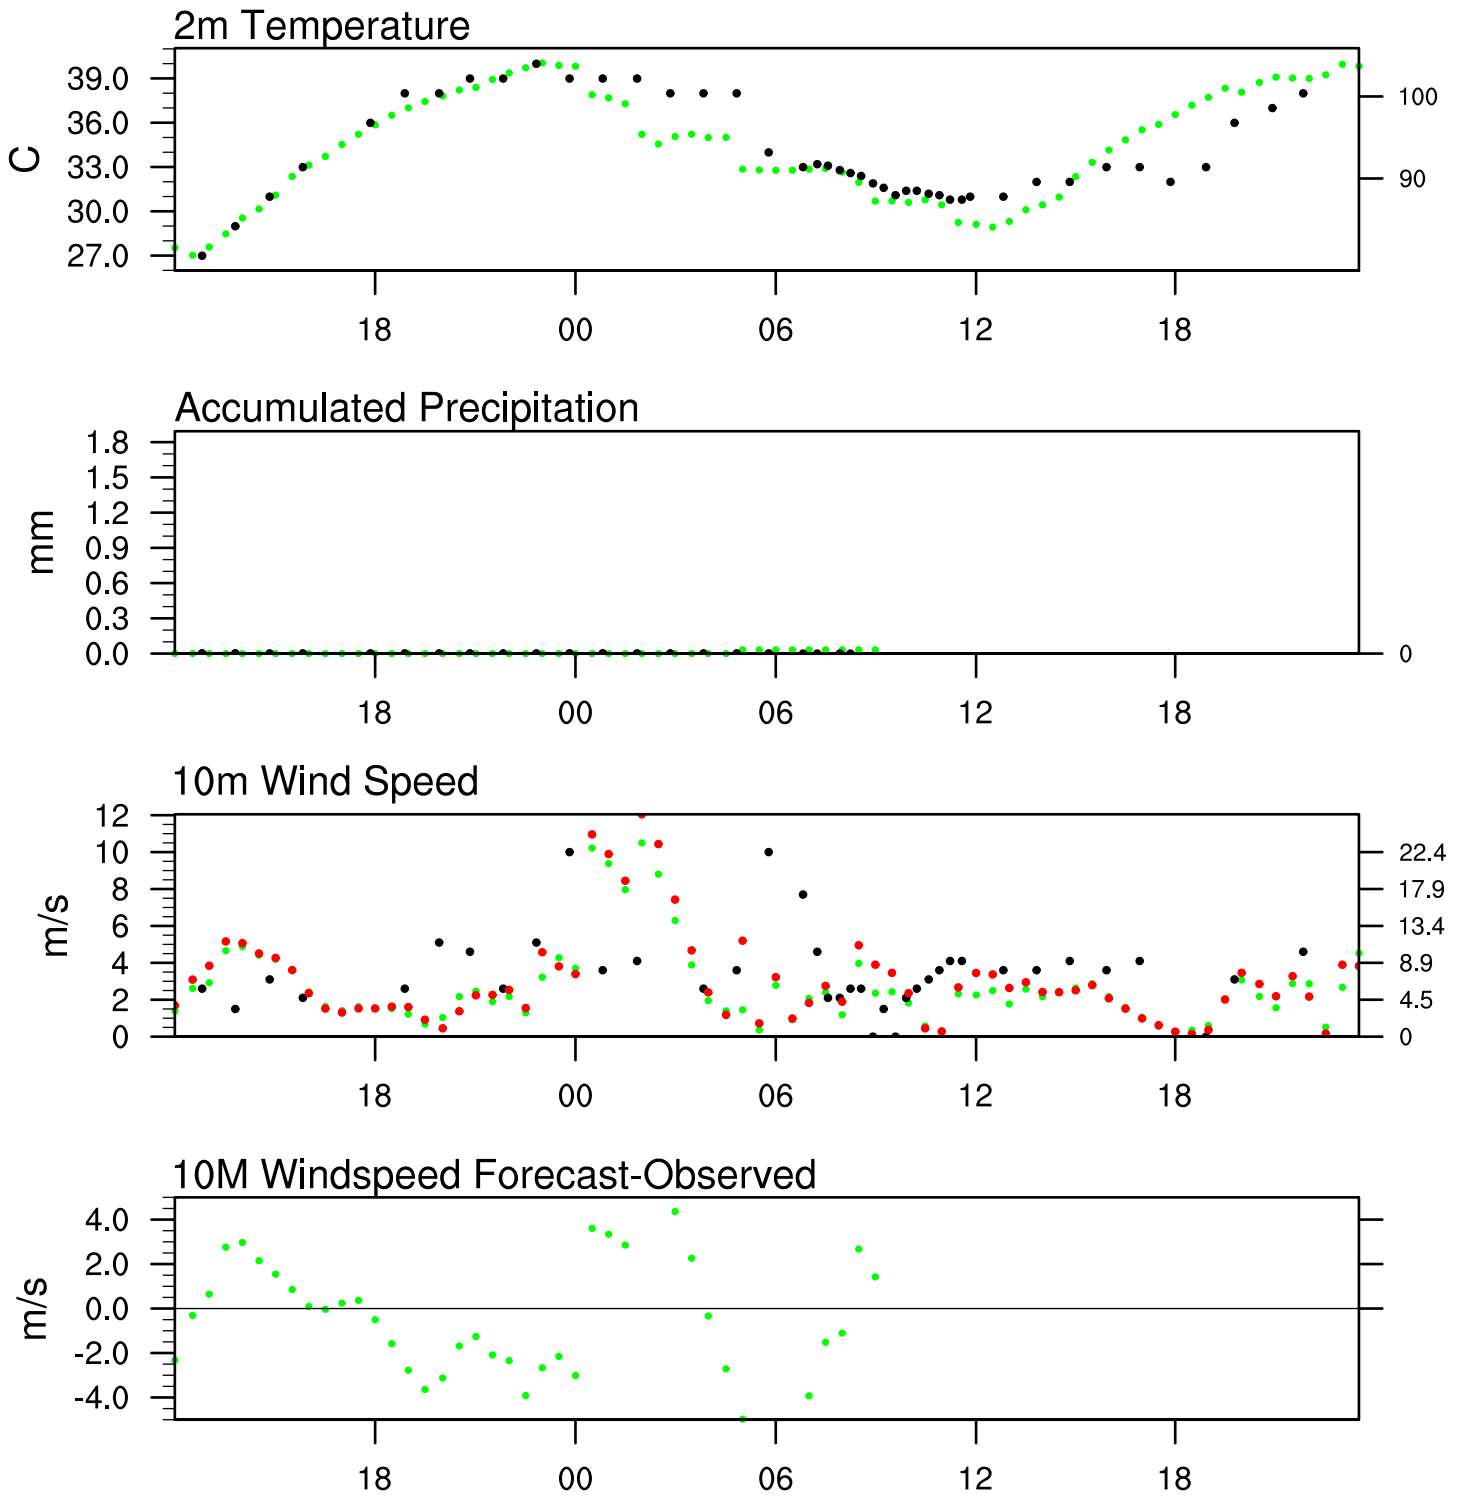 2m Temperature
C
39.0
36.0
33.0
30.0
27.0
100
90
18 00 06 12 18
Accumulated Precipitation
mm
1.8
1.5
1.2
0.9
0.6
0.3
0.0
0
18 00 06 12 18
10m Wind Speed
m/s
12
10
8
6
4
2
0
22.4
17.9
13.4
8.9
4.5
0
18 00 06 12 18
10M Windspeed Forecast-Observed
m/s
4.0
2.0
0.0
-2.0
-4.0
18 00 06 12 18